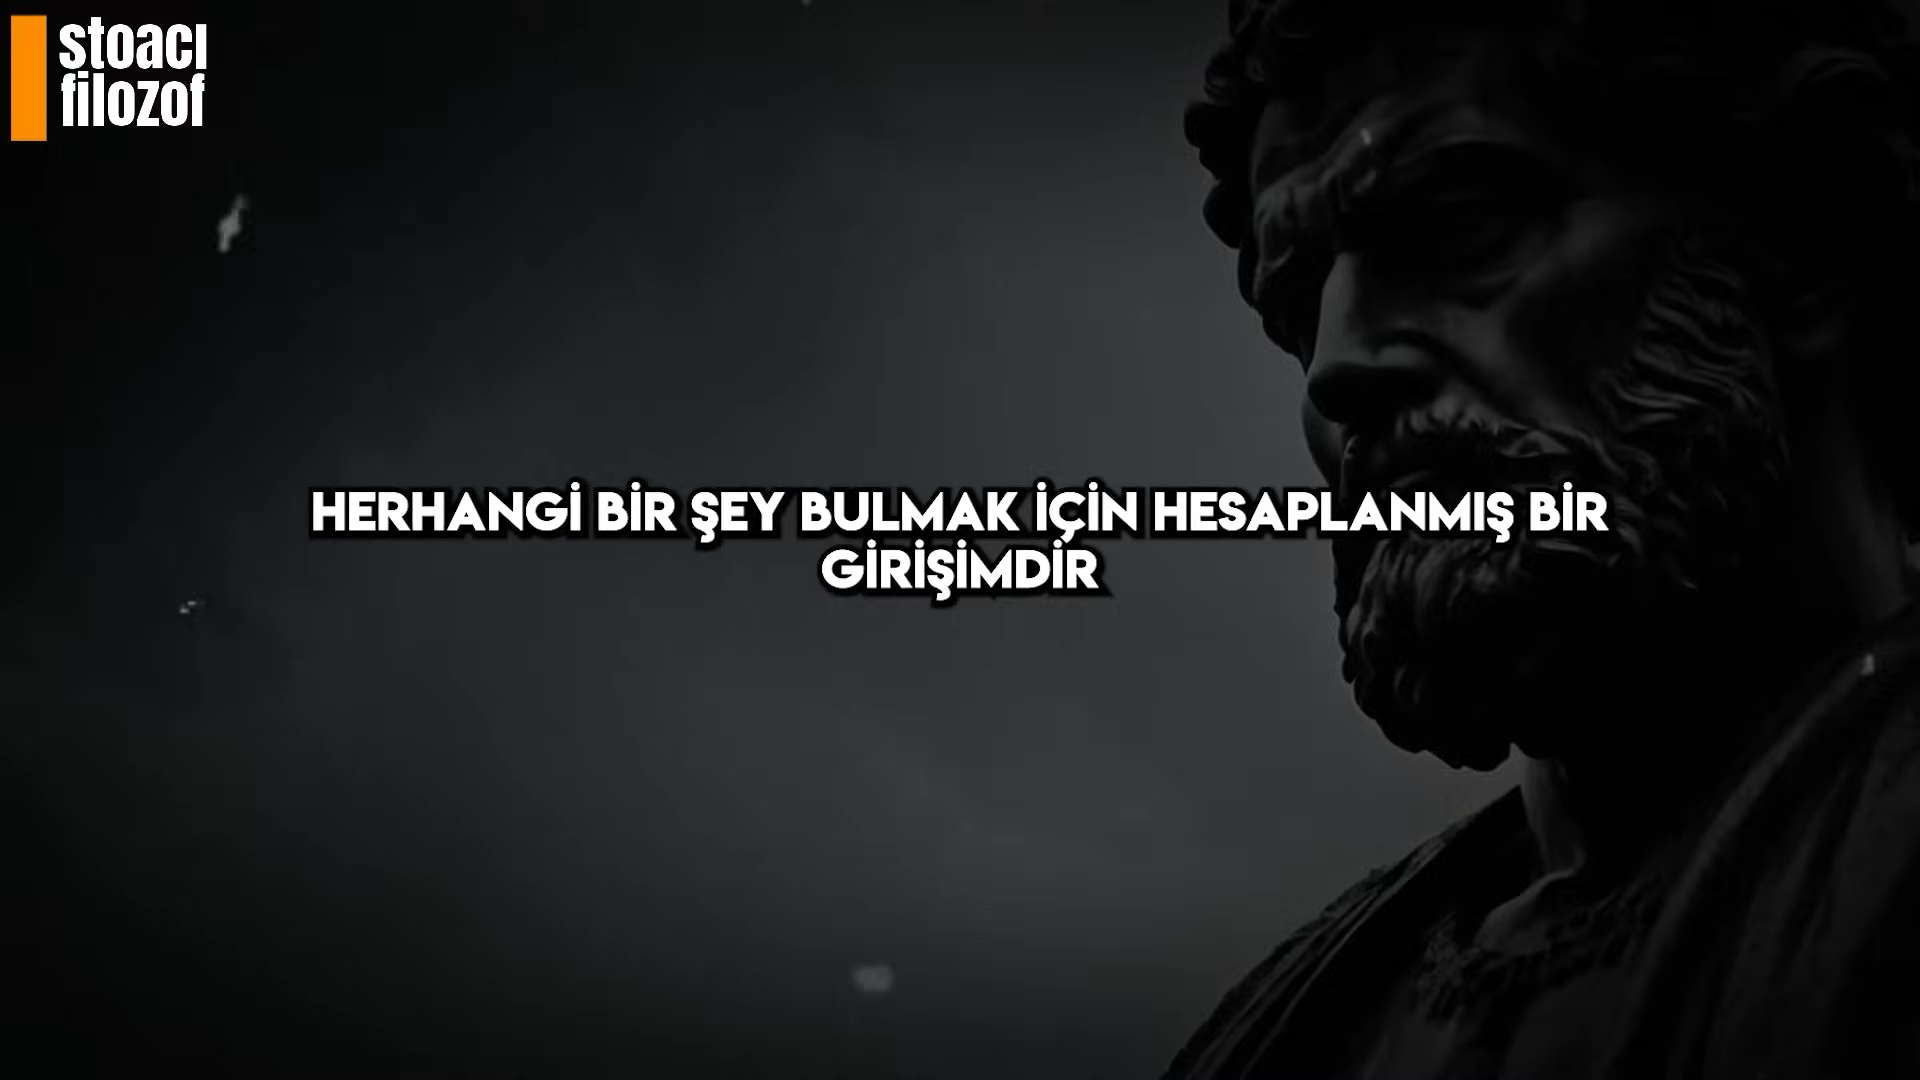 stoacı
filozof
HERHANGİ BİR ŞEY BULMAK İÇİN HESAPLANMIŞ BİR
GİRİŞİMDİR